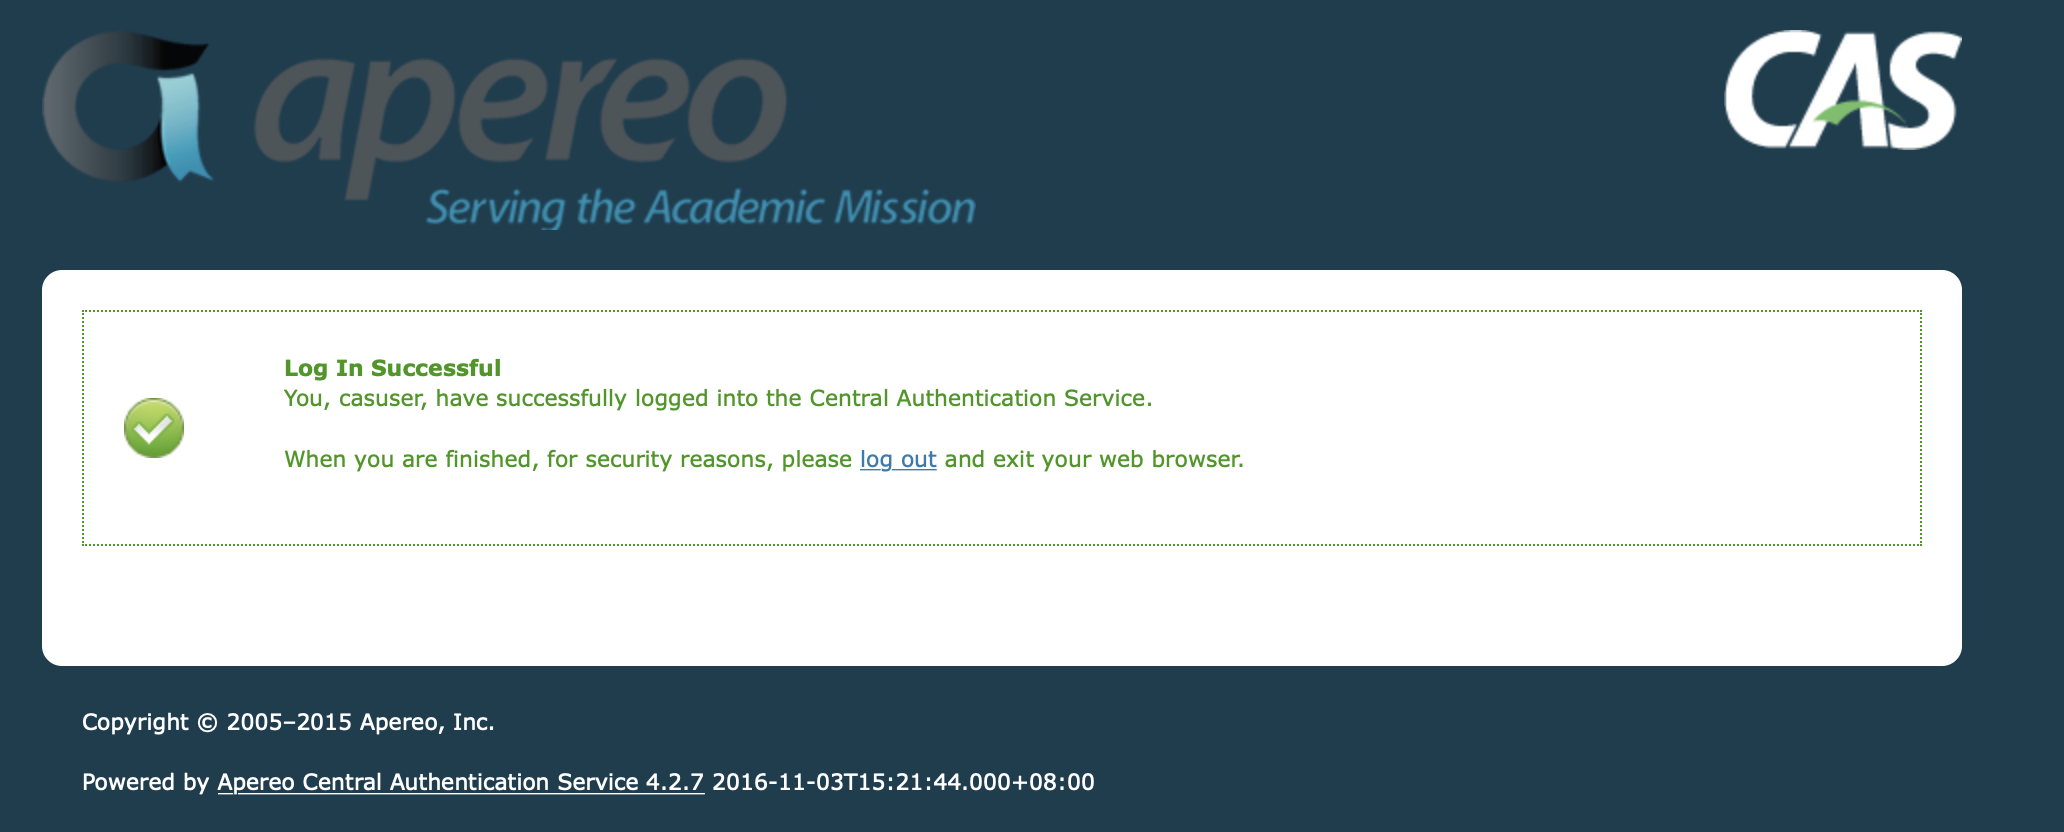 apereo
Serving the Academic Mission
CAS
Log In Successful
You, casuser, have successfully logged into the Central Authentication Service.
When you are finished, for security reasons, please log out and exit your web browser.
Copyright © 2005–2015 Apereo, Inc.
Powered by Apereo Central Authentication Service 4.2.7 2016-11-03T15:21:44.000+08:00